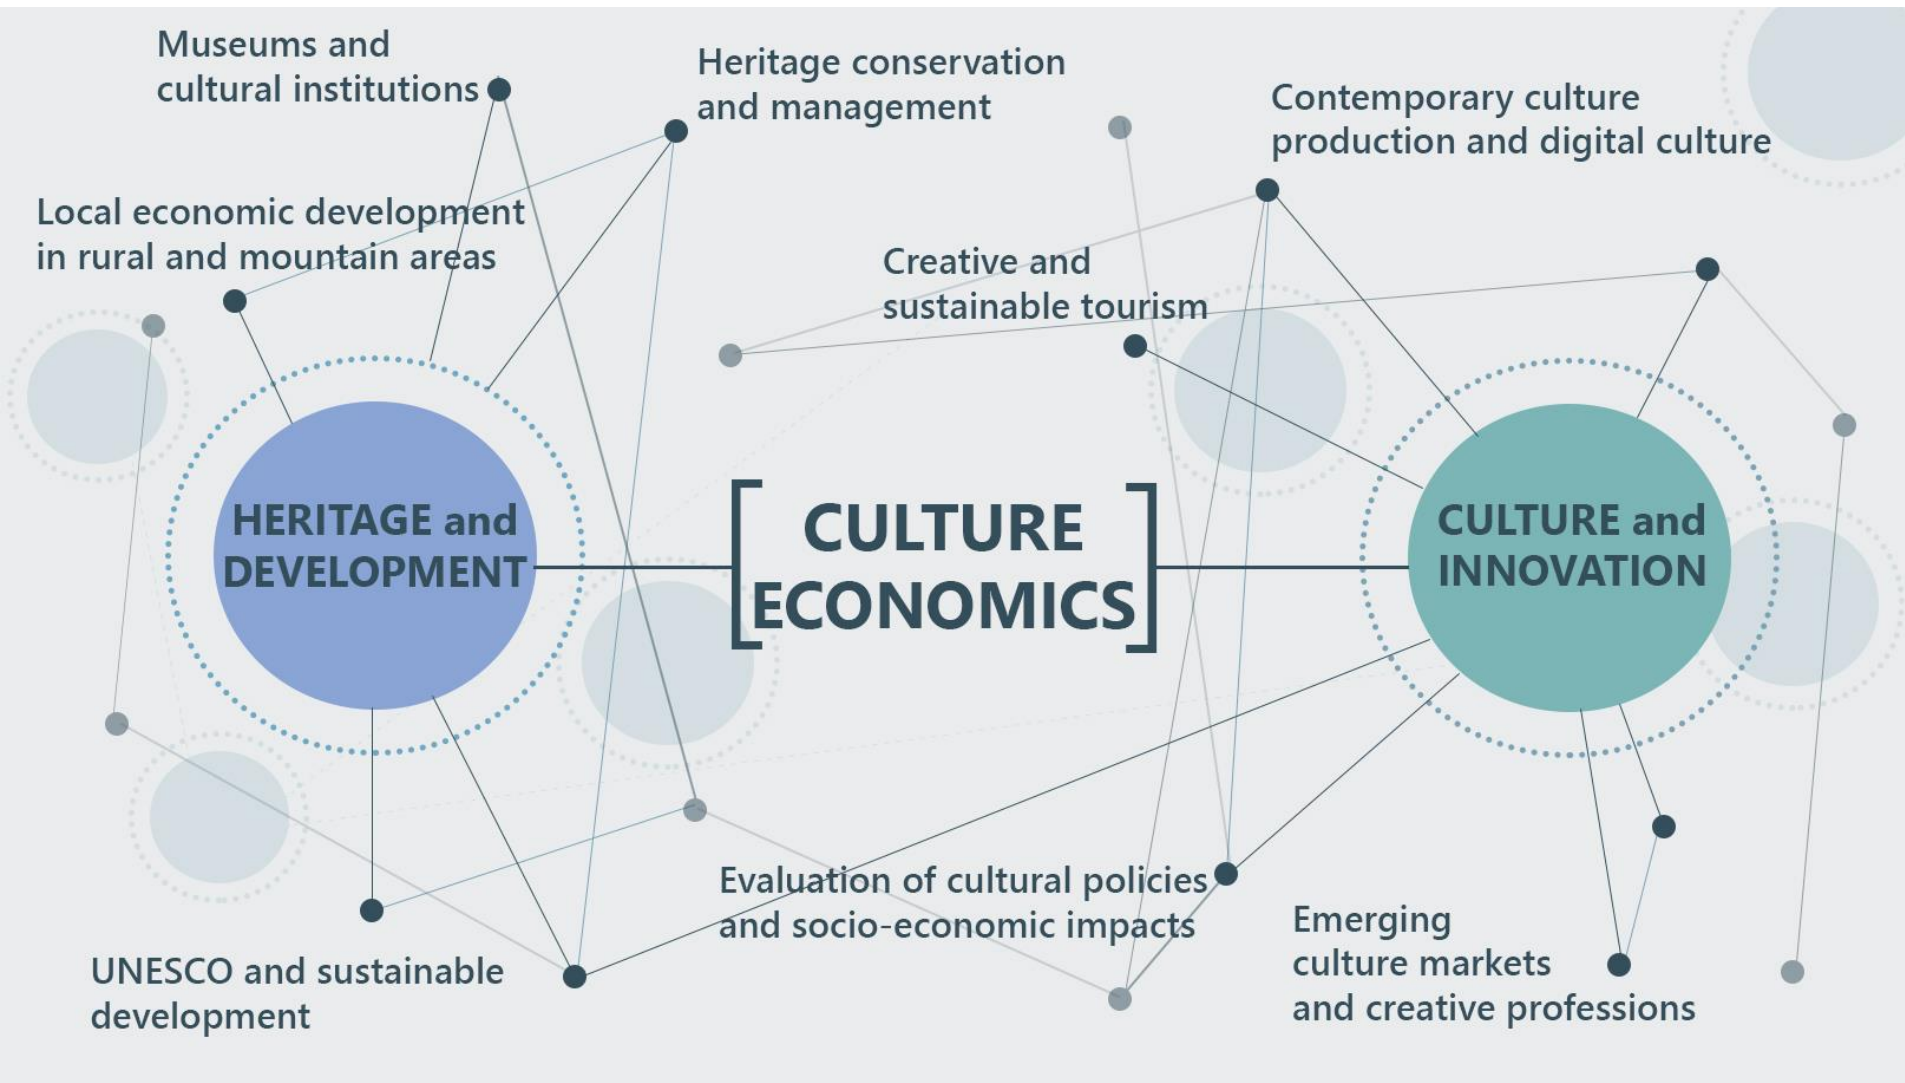 Museums and
cultural institutions
Heritage conservation
and management
Contemporary culture
production and digital culture
Local economic development
in rural and mountain areas
Creative and
sustainable tourism
HERITAGE and
DEVELOPMENT
CULTURE
ECONOMICS
CULTURE and
INNOVATION
Evaluation of cultural policies
and socio-economic impacts
Emerging
culture markets
and creative professions
UNESCO and sustainable
development